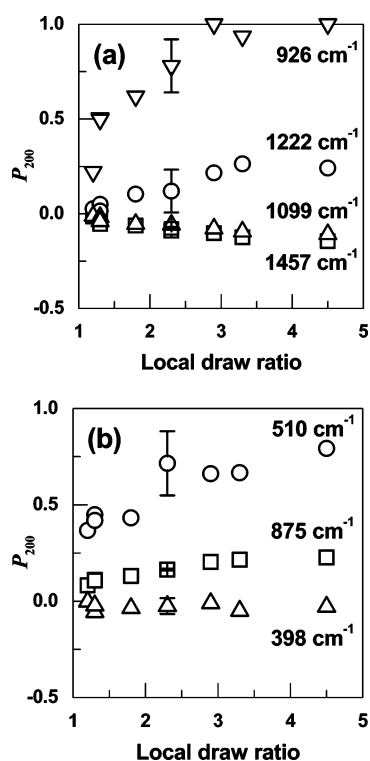 1.0
(a)
926 cm⁻¹
0.5
1222 cm⁻¹
P₂₀₀
1099 cm⁻¹
0.0
1457 cm⁻¹
-0.5
1 2 3 4 5
Local draw ratio
1.0
(b)
510 cm⁻¹
0.5
875 cm⁻¹
P₂₀₀
0.0
398 cm⁻¹
-0.5
1 2 3 4 5
Local draw ratio